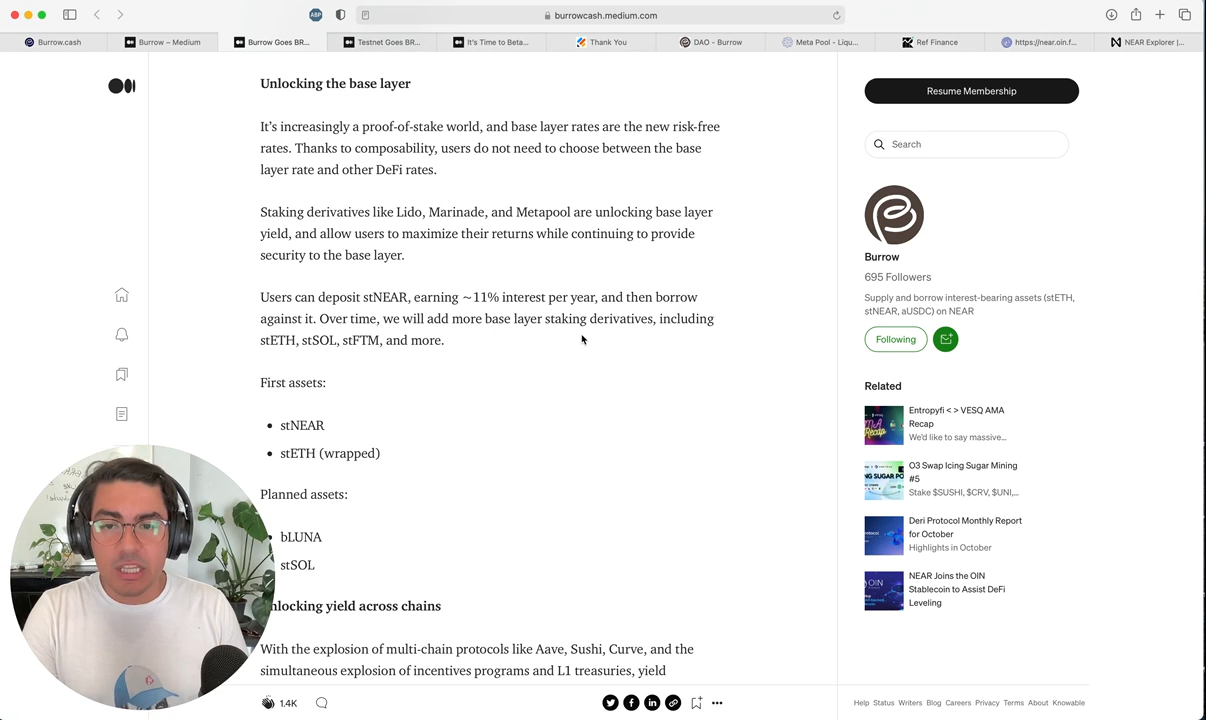 burrowcash.medium.com
ABP
Burrow.cash
Burrow – Medium
Burrow Goes BR...
Testnet Goes BR...
It's Time to Beta...
Thank You
DAO - Burrow
Meta Pool - Liqu...
Ref Finance
https://near.oin.f...
NEAR Explorer |...
Unlocking the base layer
It's increasingly a proof-of-stake world, and base layer rates are the new risk-free
rates. Thanks to composability, users do not need to choose between the base
layer rate and other DeFi rates.
Staking derivatives like Lido, Marinade, and Metapool are unlocking base layer
yield, and allow users to maximize their returns while continuing to provide
security to the base layer.
Users can deposit stNEAR, earning ~11% interest per year, and then borrow
against it. Over time, we will add more base layer staking derivatives, including
stETH, stSOL, stFTM, and more.
First assets:
stNEAR
stETH (wrapped)
Planned assets:
bLUNA
stSOL
nlocking yield across chains
With the explosion of multi-chain protocols like Aave, Sushi, Curve, and the
simultaneous explosion of incentives programs and L1 treasuries, yield
1.4K
Resume Membership
Search
Burrow
695 Followers
Supply and borrow interest-bearing assets (stETH,
stNEAR, aUSDC) on NEAR
Following
Related
Entropyfi < > VESQ AMA
Recap
We'd like to say massive...
O3 Swap Icing Sugar Mining
#5
Stake $SUSHI, $CRV, $UNI,...
Deri Protocol Monthly Report
for October
Highlights in October
NEAR Joins the OIN
Stablecoin to Assist DeFi
Leveling
Help Status Writers Blog Careers Privacy Terms About Knowable